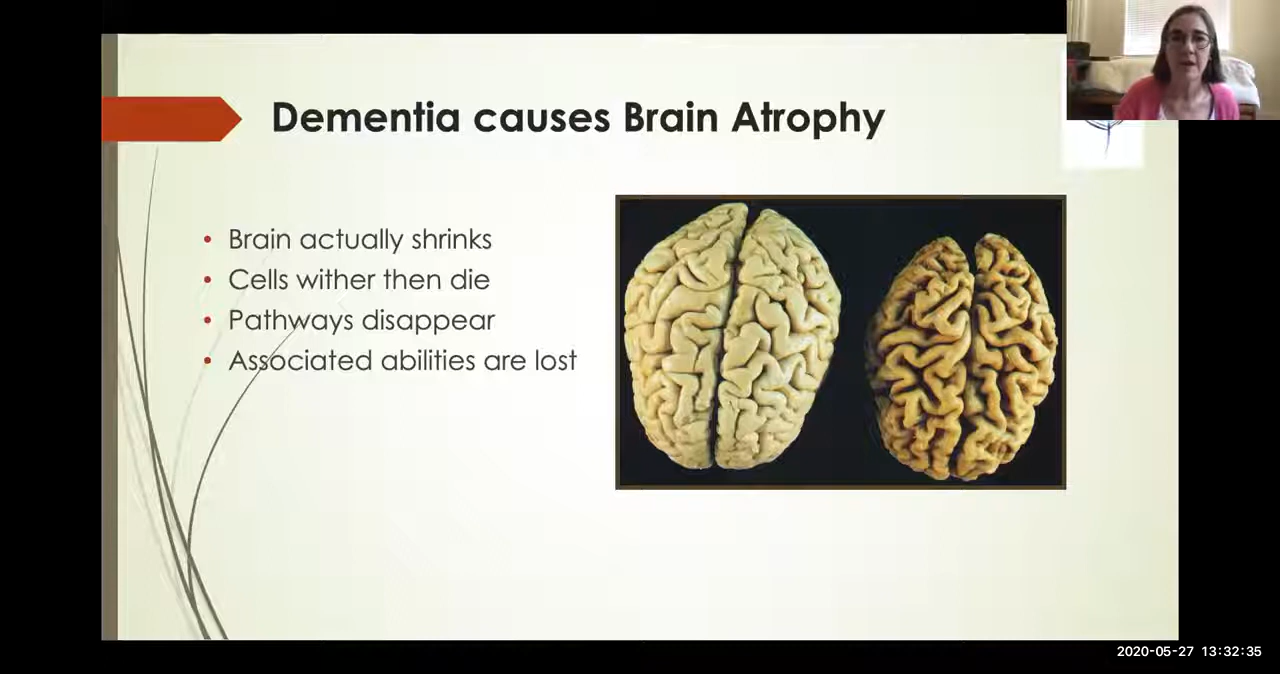 Dementia causes Brain Atrophy
• Brain actually shrinks
• Cells wither then die
• Pathways disappear
• Associated abilities are lost
2020-05-27 13:32:35